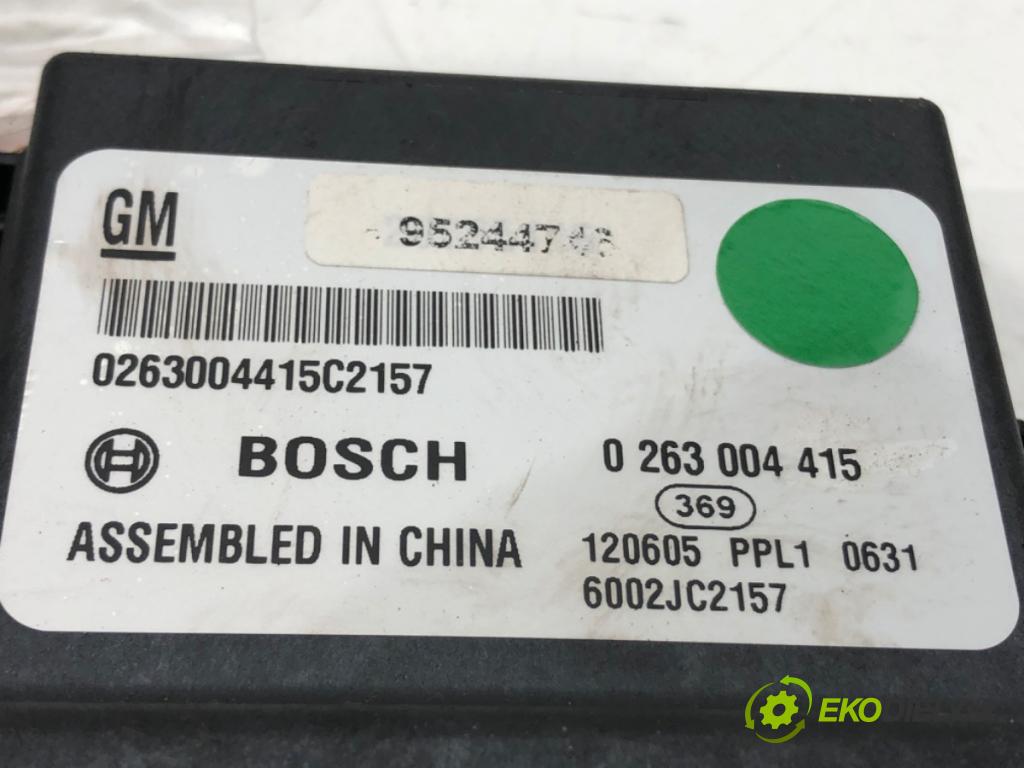 GM
0263004415C2157
BOSCH
0 263 004 415
369
ASSEMBLED IN CHINA
120605 PPL1 0631
6002JC2157
EKO